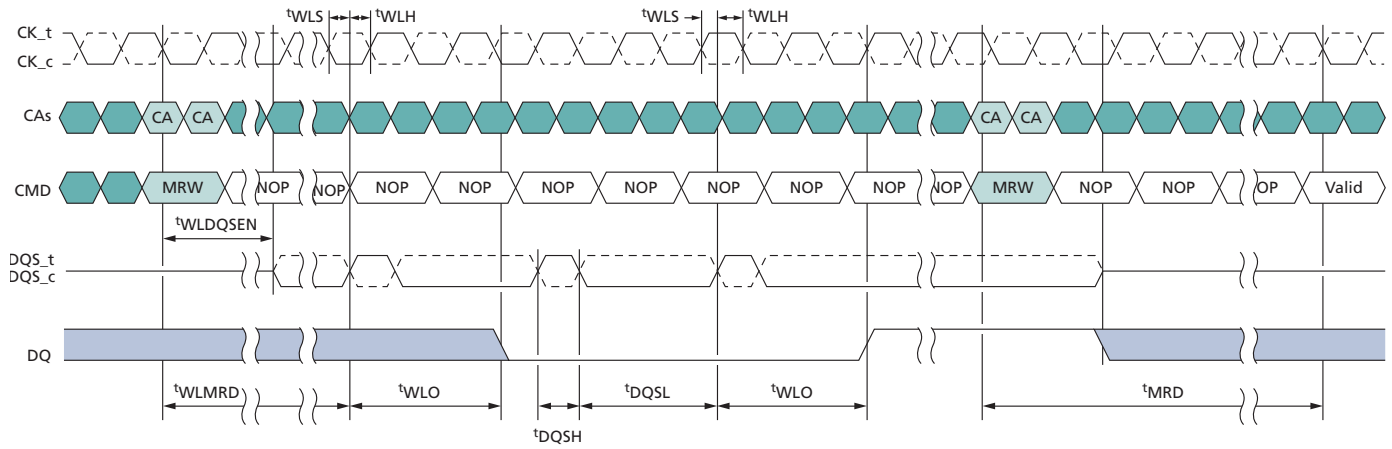 tWLS tWLH tWLS tWLH
CK_t
CK_c
CAs CA CA CA CA
CMD MRW NOP NOP NOP NOP NOP NOP NOP NOP NOP NOP MRW NOP NOP OP Valid
tWLDQSEN
DQS_t
DQS_c
DQ
tWLMRD tWLO tDQSL tWLO tMRD
tDQSH